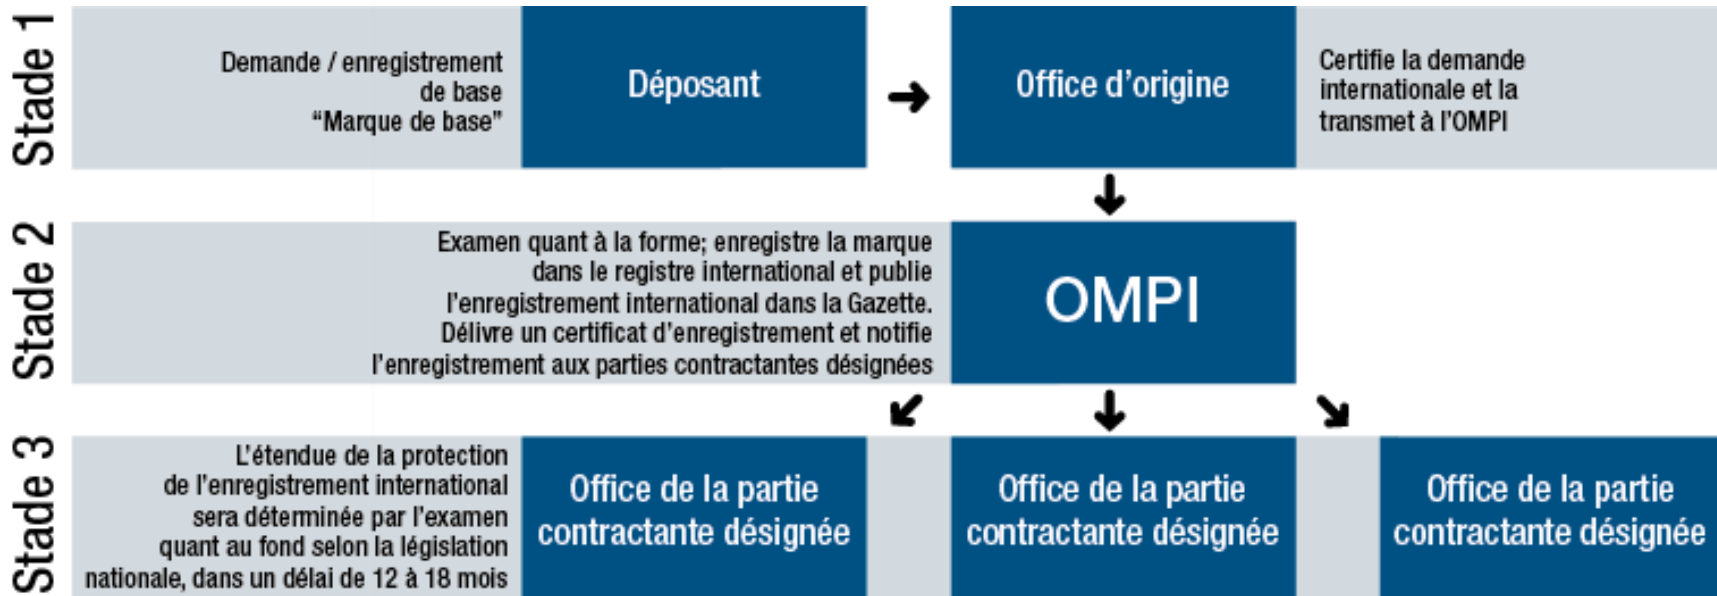 Stade 1
Demande / enregistrement
de base
“Marque de base”
Déposant
Office d’origine
Certifie la demande
internationale et la
transmet à l’OMPI
Stade 2
Examen quant à la forme; enregistre la marque
dans le registre international et publie
l’enregistrement international dans la Gazette.
Délivre un certificat d’enregistrement et notifie
l’enregistrement aux parties contractantes désignées
OMPI
Stade 3
L’étendue de la protection
de l’enregistrement international
sera déterminée par l’examen
quant au fond selon la législation
nationale, dans un délai de 12 à 18 mois
Office de la partie
contractante désignée
Office de la partie
contractante désignée
Office de la partie
contractante désignée